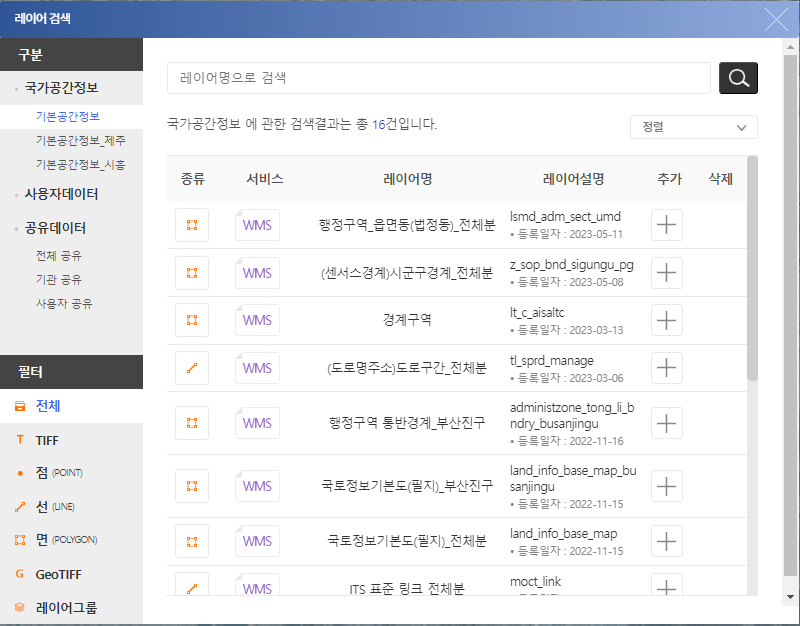 레이어 검색
구분
국가공간정보
기본공간정보
기본공간정보_제주
기본공간정보_시흥
사용자데이터
공유데이터
전체 공유
기관 공유
사용자 공유
필터
전체
T TIFF
점 (POINT)
선 (LINE)
면 (POLYGON)
G GeoTIFF
레이어그룹
레이어명으로 검색
국가공간정보 에 관한 검색결과는 총 16건입니다.
정렬
종류 서비스 레이어명 레이어설명 추가 삭제
WMS 행정구역_읍면동(법정동)_전체분 lsmd_adm_sect_umd
• 등록일자 : 2023-05-11
WMS (센서스경계)시군구경계_전체분 z_sop_bnd_sigungu_pg
• 등록일자 : 2023-05-08
WMS 경계구역 lt_c_aisaltc
• 등록일자 : 2023-03-13
WMS (도로명주소)도로구간_전체분 tl_sprd_manage
• 등록일자 : 2023-03-06
WMS 행정구역 통반경계_부산진구 administzone_tong_li_b
ndry_busanjingu
• 등록일자 : 2022-11-16
WMS 국토정보기본도(필지)_부산진구 land_info_base_map_bu
sanjingu
• 등록일자 : 2022-11-15
WMS 국토정보기본도(필지)_전체분 land_info_base_map
• 등록일자 : 2022-11-15
WMS ITS 표준 링크_전체분 moct_link